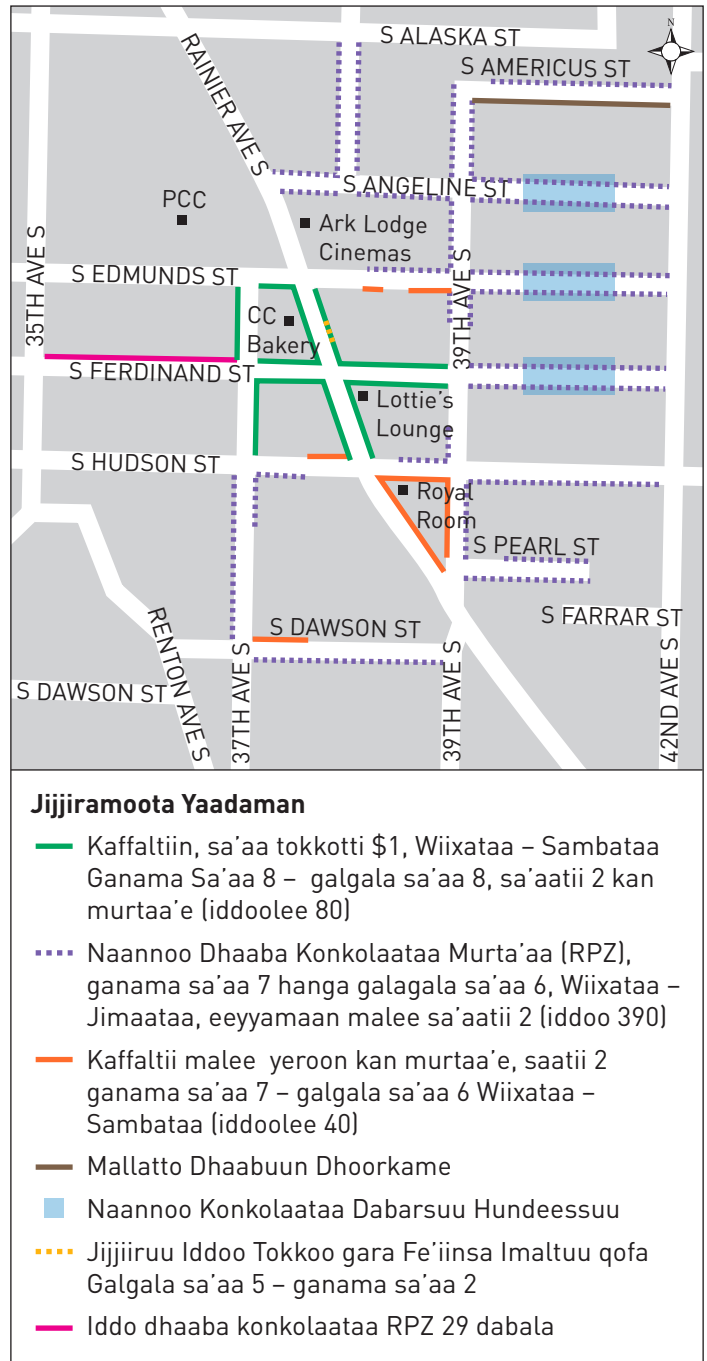 N
S ALASKA ST
RAINIER AVE S
S AMERICUS ST
S ANGELINE ST
PCC
Ark Lodge
Cinemas
35TH AVE S
S EDMUNDS ST
39TH AVE S
CC
Bakery
S FERDINAND ST
Lottie's
Lounge
S HUDSON ST
Royal
Room
S PEARL ST
RENTON AVE S
S DAWSON ST
S FARRAR ST
S DAWSON ST
37TH AVE S
39TH AVE S
42ND AVE S
Jijjiramoota Yaadaman
Kaffaltiin, sa'aa tokkotti $1, Wiixataa – Sambataa
Ganama Sa'aa 8 – galgala sa'aa 8, sa'aatii 2 kan
murtaa'e (iddoolee 80)
Naannoo Dhaaba Konkolaataa Murta'aa (RPZ),
ganama sa'aa 7 hanga galagala sa'aa 6, Wiixataa –
Jimaataa, eeyyamaan malee sa'aatii 2 (iddoo 390)
Kaffaltii malee yeroon kan murtaa'e, saatii 2
ganama sa'aa 7 – galgala sa'aa 6 Wiixataa –
Sambataa (iddoolee 40)
Mallatto Dhaabuun Dhoorkame
Naannoo Konkolaataa Dabarsuu Hundeessuu
Jijjiiruu Iddoo Tokkoo gara Fe'iinsa Imaltuu qofa
Galgala sa'aa 5 – ganama sa'aa 2
Iddo dhaaba konkolaataa RPZ 29 dabala